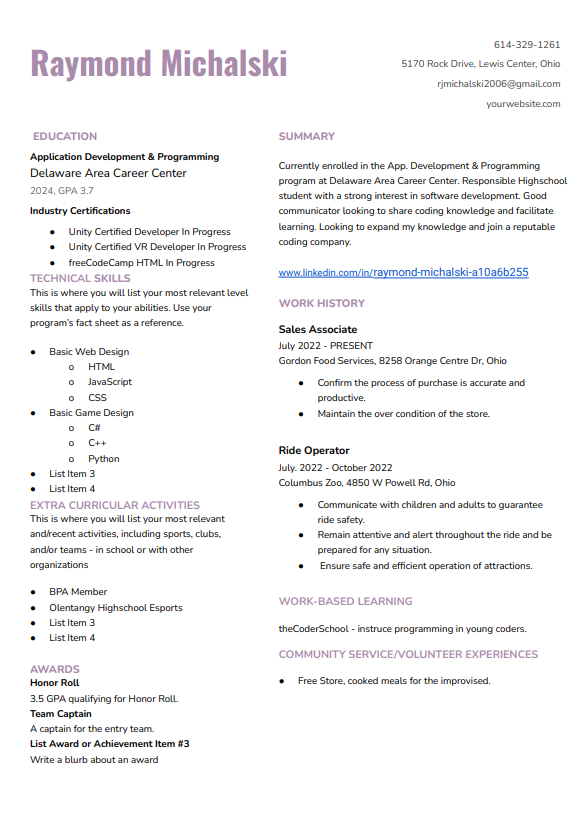 Raymond Michalski
614-329-1261
5170 Rock Drive, Lewis Center, Ohio
rjmichalski2006@gmail.com
yourwebsite.com
EDUCATION
Application Development & Programming
Delaware Area Career Center
2024, GPA 3.7
Industry Certifications
● Unity Certified Developer In Progress
● Unity Certified VR Developer In Progress
● freeCodeCamp HTML In Progress
TECHNICAL SKILLS
This is where you will list your most relevant level
skills that apply to your abilities. Use your
program's fact sheet as a reference.
● Basic Web Design
o HTML
o JavaScript
o CSS
● Basic Game Design
o C#
o C++
o Python
● List Item 3
● List Item 4
EXTRA CURRICULAR ACTIVITIES
This is where you will list your most relevant
and/recent activities, including sports, clubs,
and/or teams - in school or with other
organizations
● BPA Member
● Olentangy Highschool Esports
● List Item 3
● List Item 4
AWARDS
Honor Roll
3.5 GPA qualifying for Honor Roll.
Team Captain
A captain for the entry team.
List Award or Achievement Item #3
Write a blurb about an award
SUMMARY
Currently enrolled in the App. Development & Programming
program at Delaware Area Career Center. Responsible Highschool
student with a strong interest in software development. Good
communicator looking to share coding knowledge and facilitate
learning. Looking to expand my knowledge and join a reputable
coding company.
www.linkedin.com/in/raymond-michalski-a10a6b255
WORK HISTORY
Sales Associate
July 2022 - PRESENT
Gordon Food Services, 8258 Orange Centre Dr, Ohio
● Confirm the process of purchase is accurate and
productive.
● Maintain the over condition of the store.
Ride Operator
July. 2022 - October 2022
Columbus Zoo, 4850 W Powell Rd, Ohio
● Communicate with children and adults to guarantee
ride safety.
● Remain attentive and alert throughout the ride and be
prepared for any situation.
● Ensure safe and efficient operation of attractions.
WORK-BASED LEARNING
theCoderSchool - instruce programming in young coders.
COMMUNITY SERVICE/VOLUNTEER EXPERIENCES
● Free Store, cooked meals for the improvised.